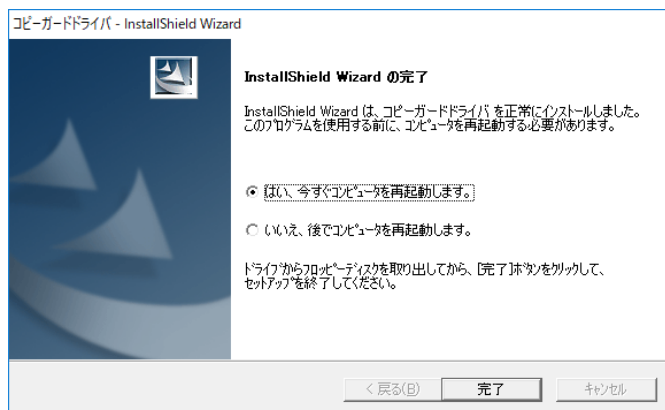 コピーガードドライバ - InstallShield Wizard
InstallShield Wizard の完了
InstallShield Wizard は、コピーガードドライバ を正常にインストールしました。
このプログラムを使用する前に、コンピュータを再起動する必要があります。
はい、今すぐコンピュータを再起動します。
いいえ、後でコンピュータを再起動します。
ドライブからフロッピーディスクを取り出してから、[完了]ボタンをクリックして、
セットアップを終了してください。
< 戻る(B)
完了
キャンセル